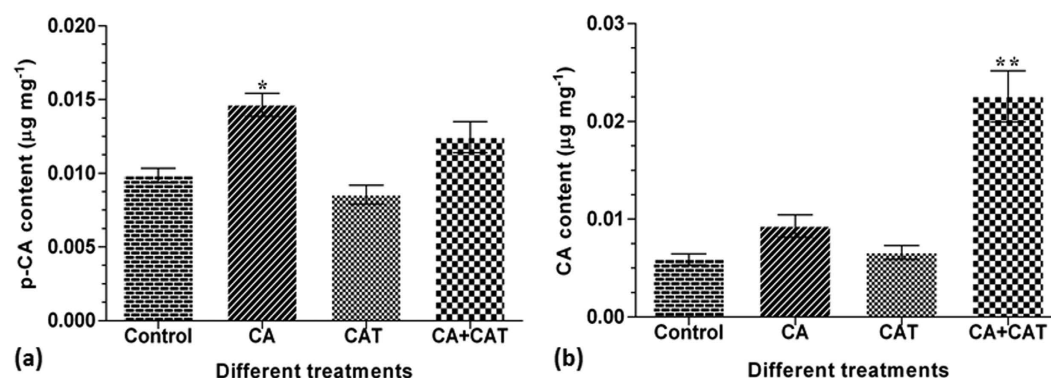 p-CA content (µg mg⁻¹)
0.020
0.015
0.010
0.005
0.000
*
Control CA CAT CA+CAT
(a)
Different treatments
CA content (µg mg⁻¹)
0.03
0.02
0.01
0.00
**
Control CA CAT CA+CAT
(b)
Different treatments